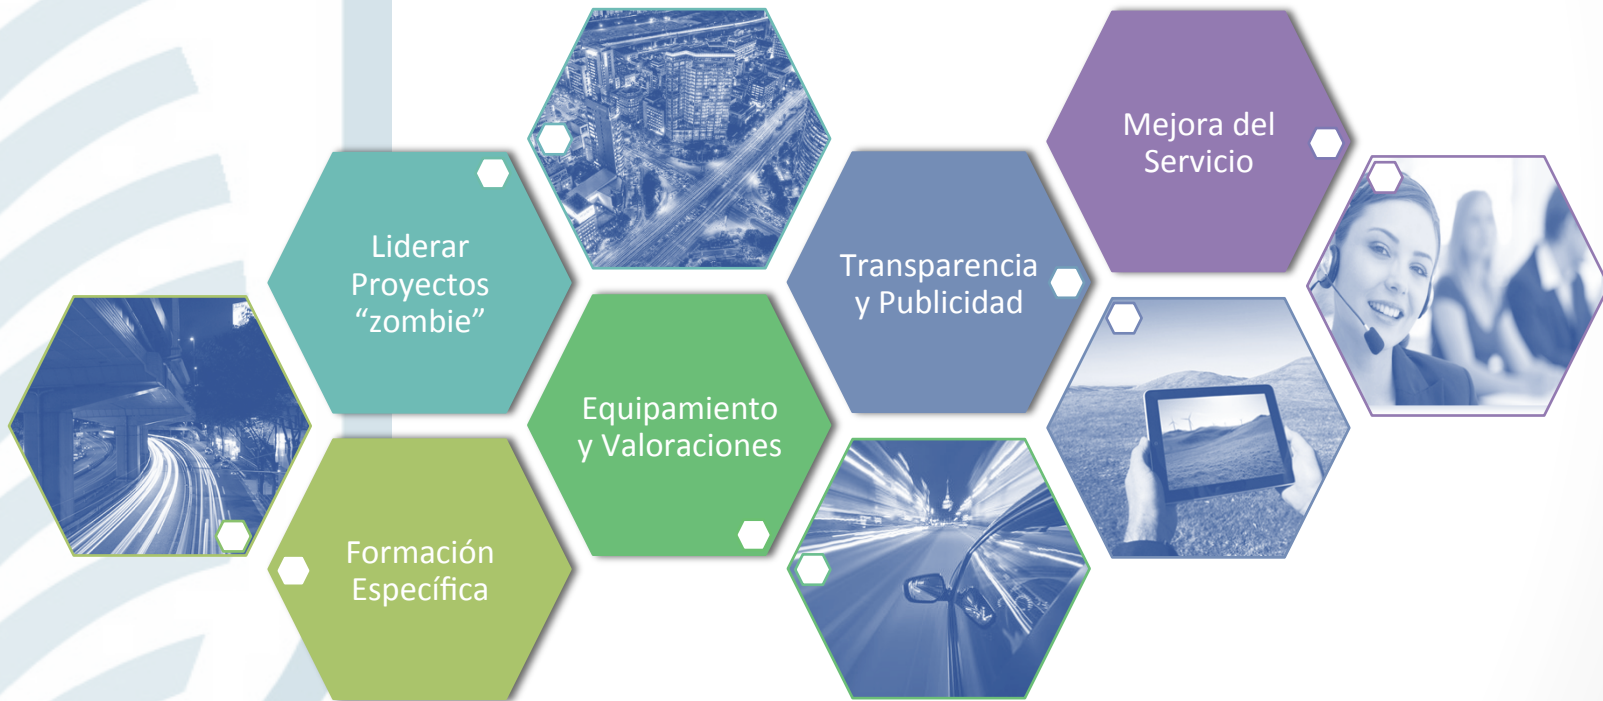 Mejora del
Servicio
Liderar
Proyectos
“zombie”
Transparencia
y Publicidad
Equipamiento
y Valoraciones
Formación
Específica